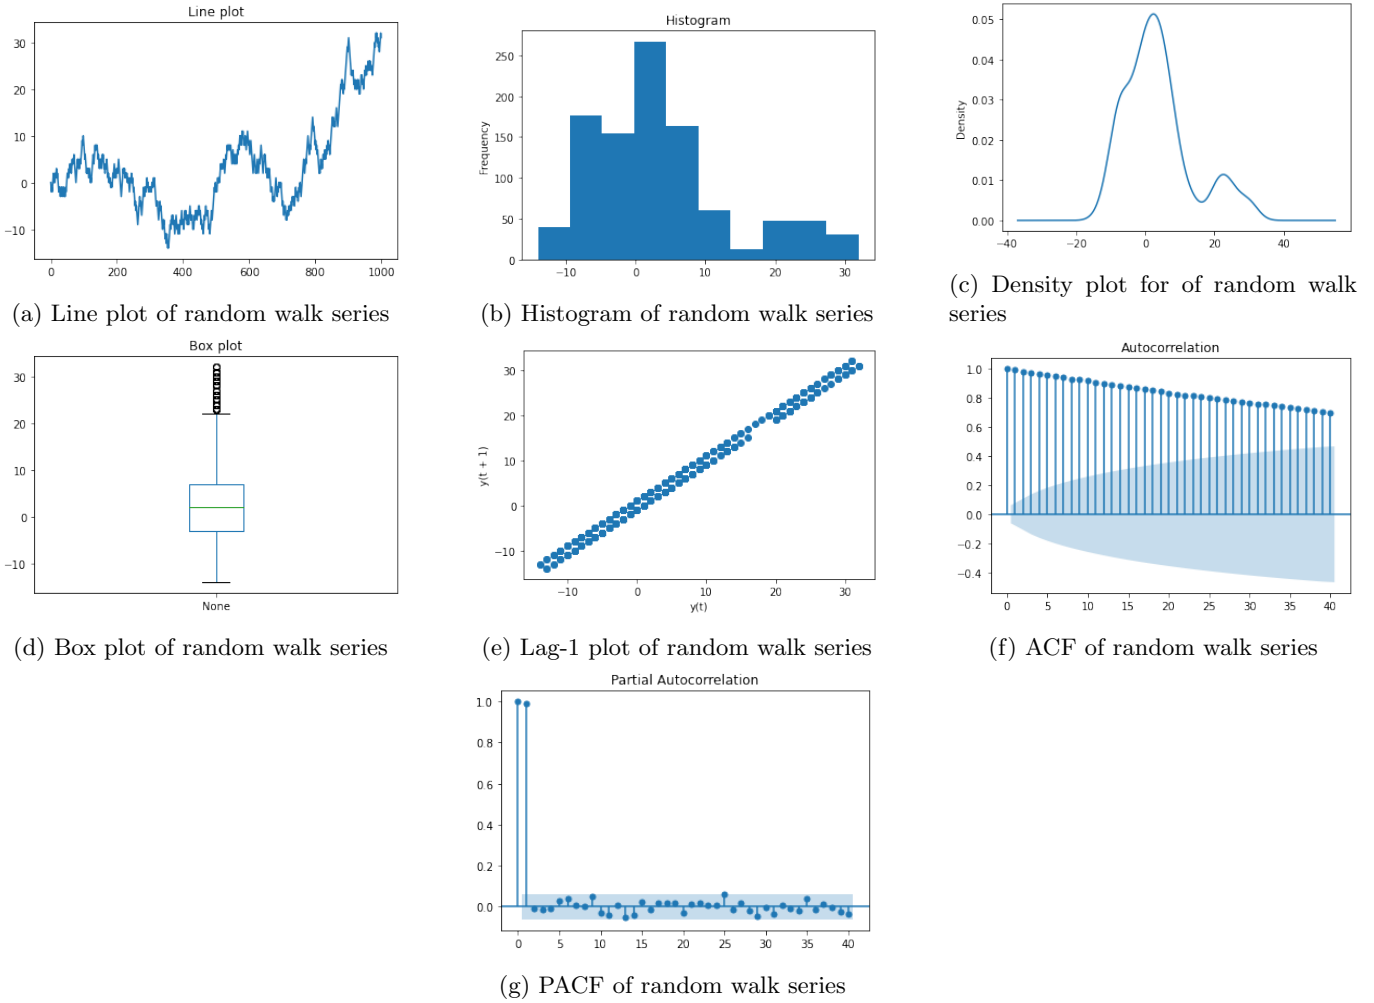 Line plot
30
20
10
0
−10
0 200 400 600 800 1000
(a) Line plot of random walk series
Histogram
Frequency
250
200
150
100
50
0
−10 0 10 20 30
(b) Histogram of random walk series
Density
0.05
0.04
0.03
0.02
0.01
0.00
−40 −20 0 20 40
(c) Density plot for of random walk
series
Box plot
30
20
10
0
−10
None
(d) Box plot of random walk series
y(t + 1)
30
20
10
0
−10
−10 0 10 20 30
y(t)
(e) Lag-1 plot of random walk series
Autocorrelation
1.0
0.8
0.6
0.4
0.2
0.0
−0.2
−0.4
0 5 10 15 20 25 30 35 40
(f) ACF of random walk series
Partial Autocorrelation
1.0
0.8
0.6
0.4
0.2
0.0
0 5 10 15 20 25 30 35 40
(g) PACF of random walk series